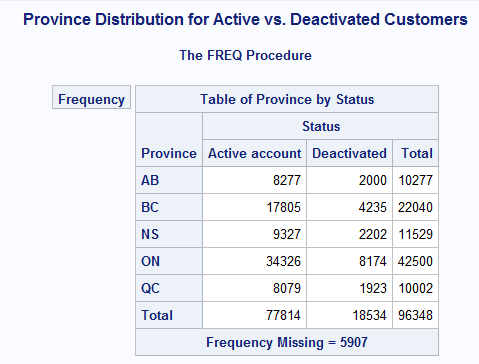 Province Distribution for Active vs. Deactivated Customers
The FREQ Procedure
Frequency
Table of Province by Status
Status
Province Active account Deactivated Total
AB 8277 2000 10277
BC 17805 4235 22040
NS 9327 2202 11529
ON 34326 8174 42500
QC 8079 1923 10002
Total 77814 18534 96348
Frequency Missing = 5907